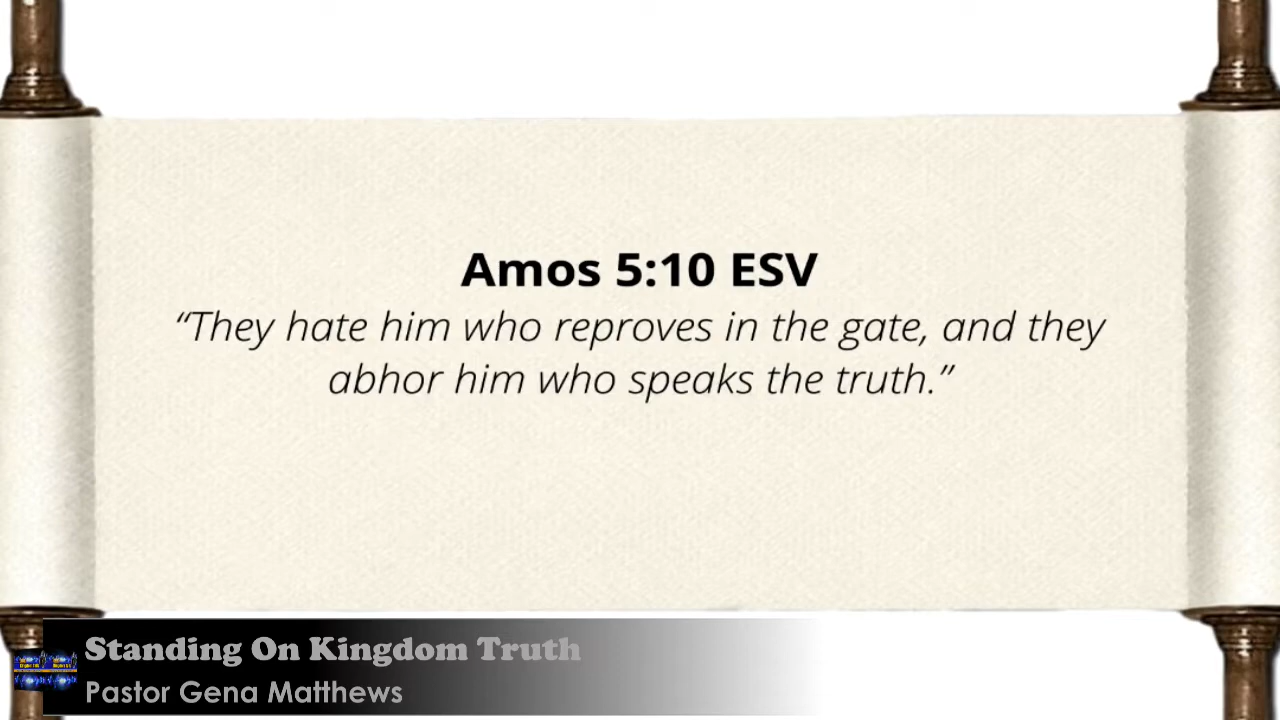 Amos 5:10 ESV
“They hate him who reproves in the gate, and they
abhor him who speaks the truth.”
Standing On Kingdom Truth
Pastor Gena Matthews